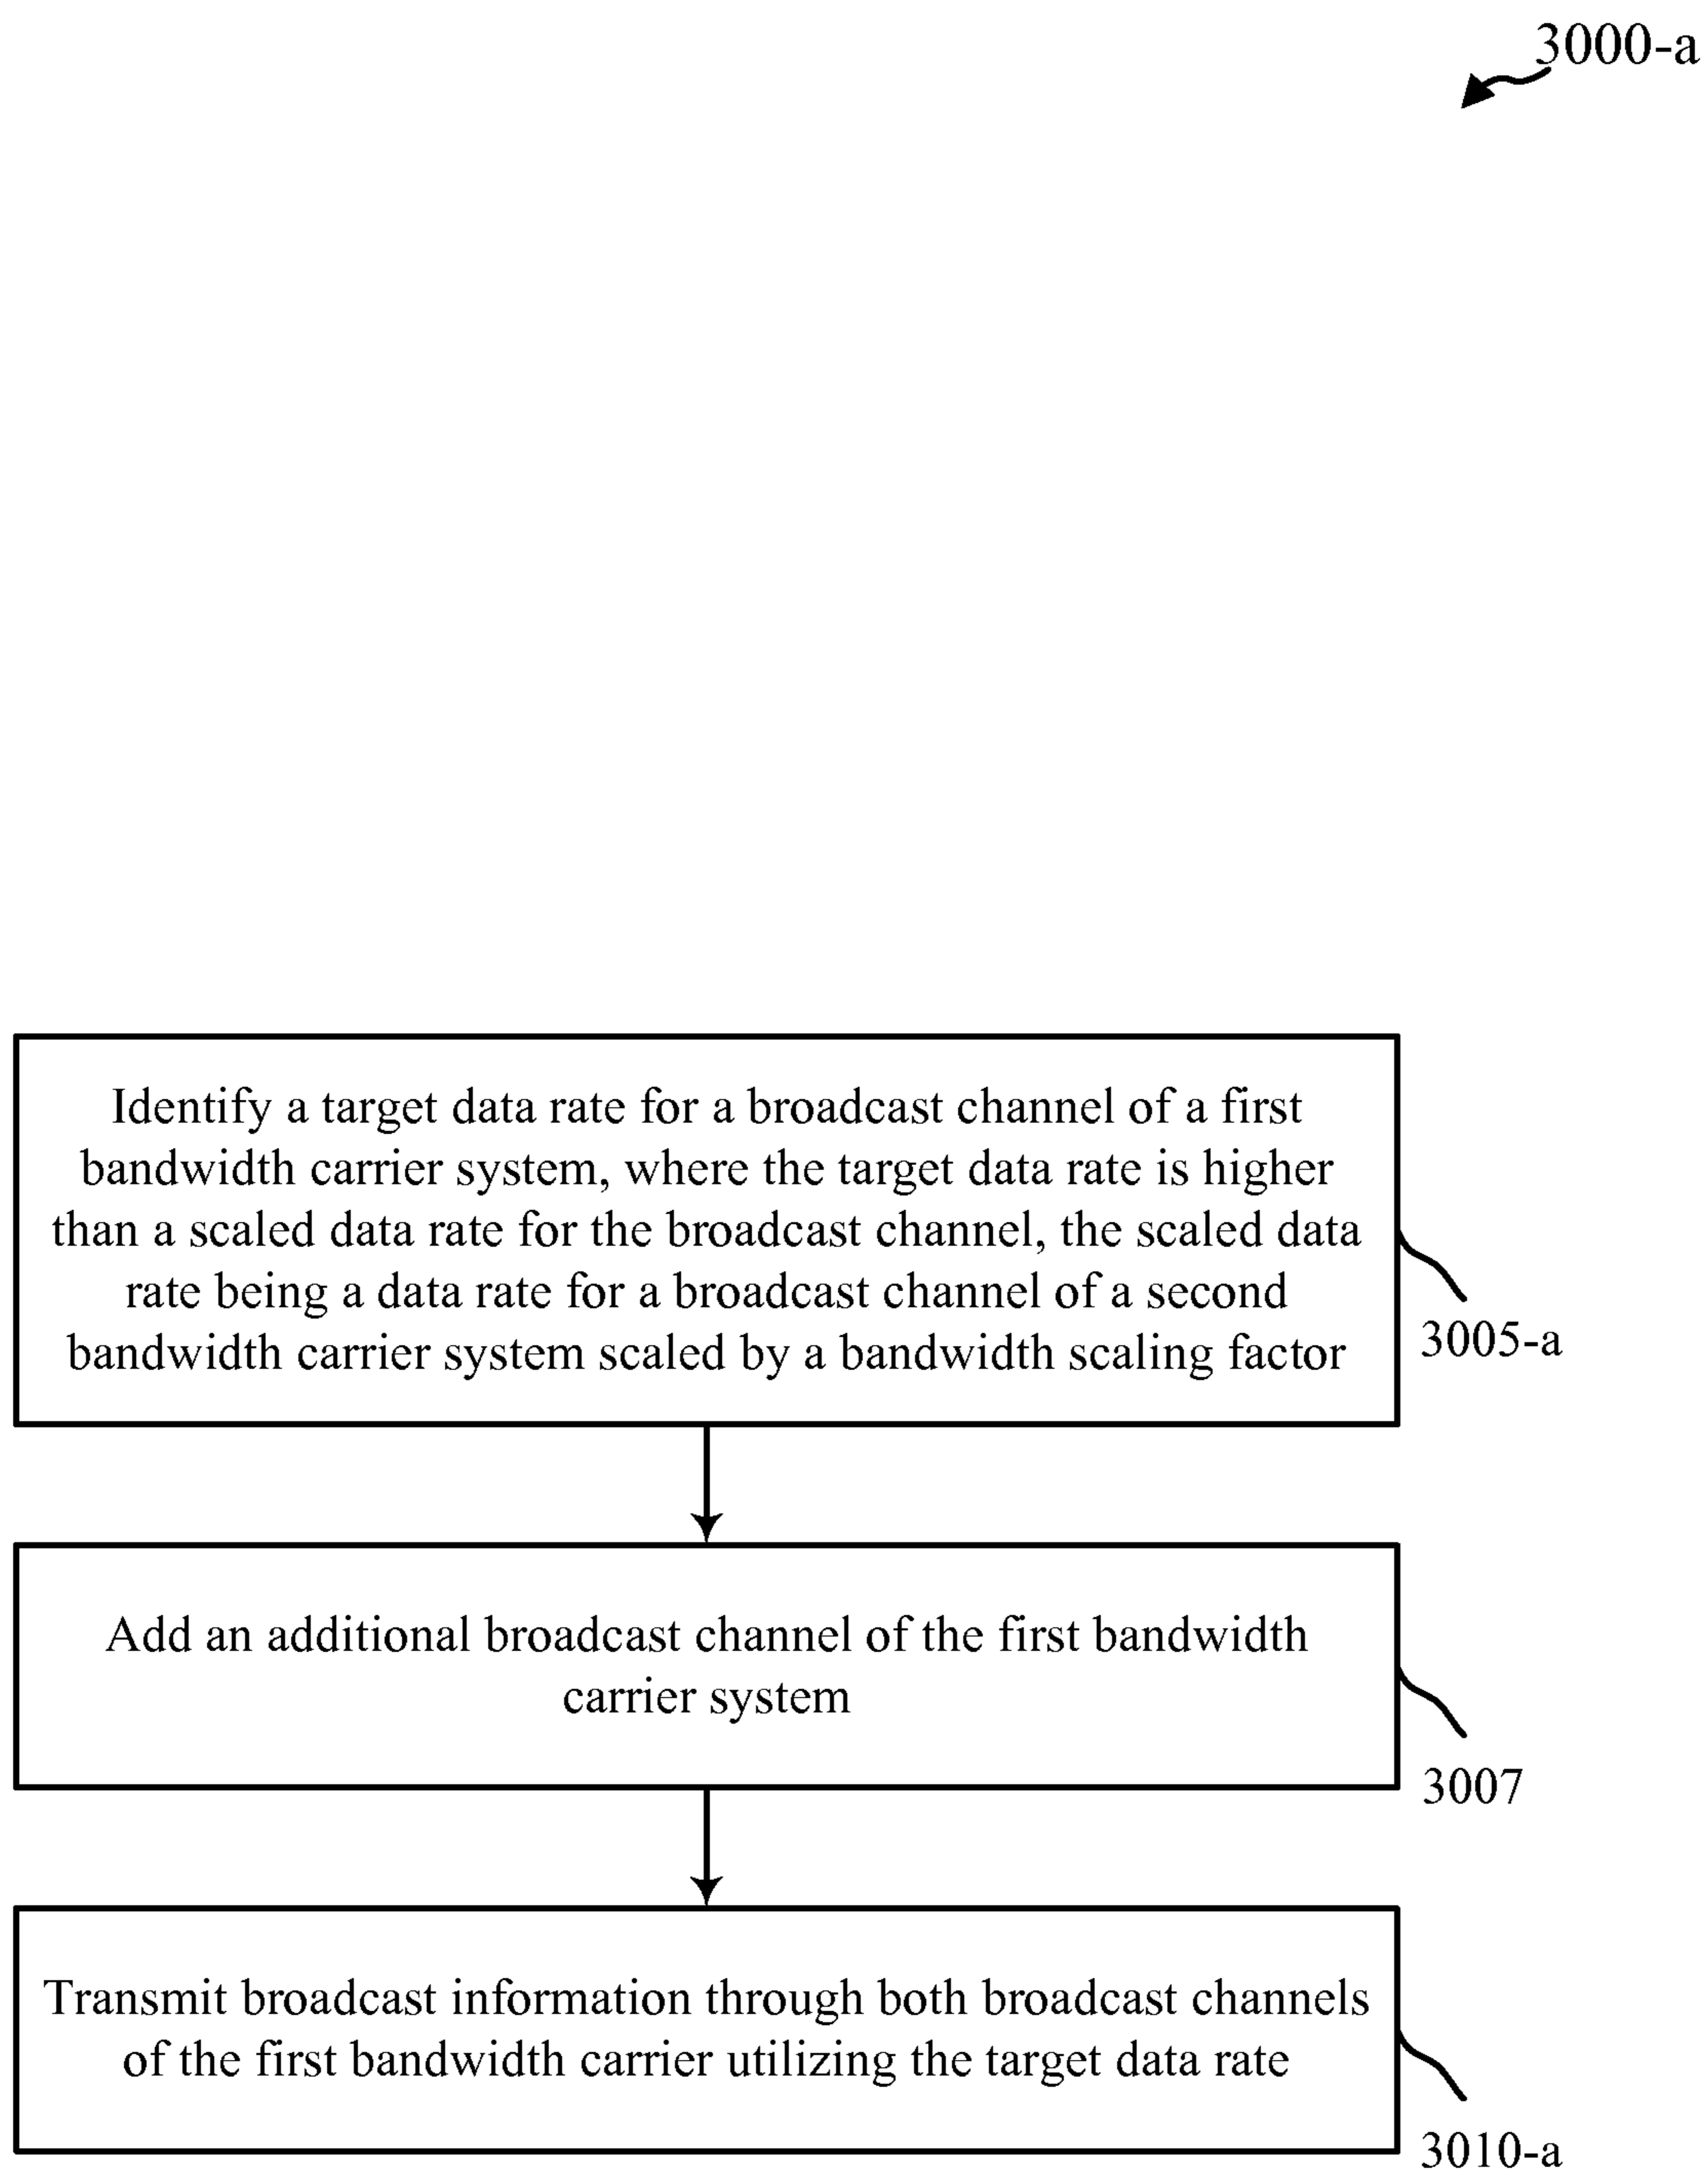 3000-a
Identify a target data rate for a broadcast channel of a first
bandwidth carrier system, where the target data rate is higher
than a scaled data rate for the broadcast channel, the scaled data
rate being a data rate for a broadcast channel of a second
bandwidth carrier system scaled by a bandwidth scaling factor
3005-a
Add an additional broadcast channel of the first bandwidth
carrier system
3007
Transmit broadcast information through both broadcast channels
of the first bandwidth carrier utilizing the target data rate
3010-a